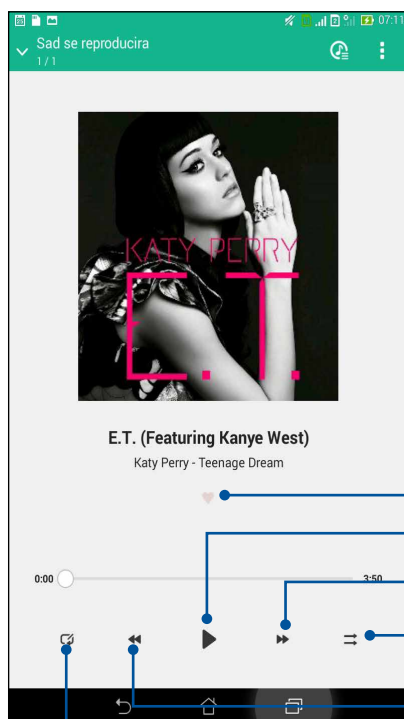 07:11
Sad se reproducira
1 / 1
KATY PERRY
E.T.
E.T. (Featuring Kanye West)
Katy Perry - Teenage Dream
0:00
3:50